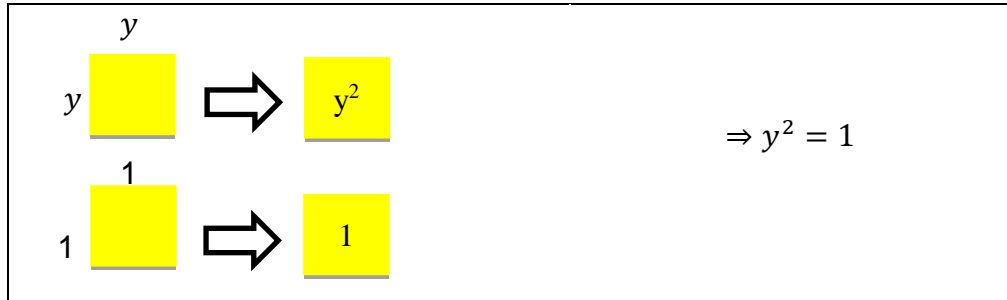 y
y y²
⇒ y² = 1
1
1 1